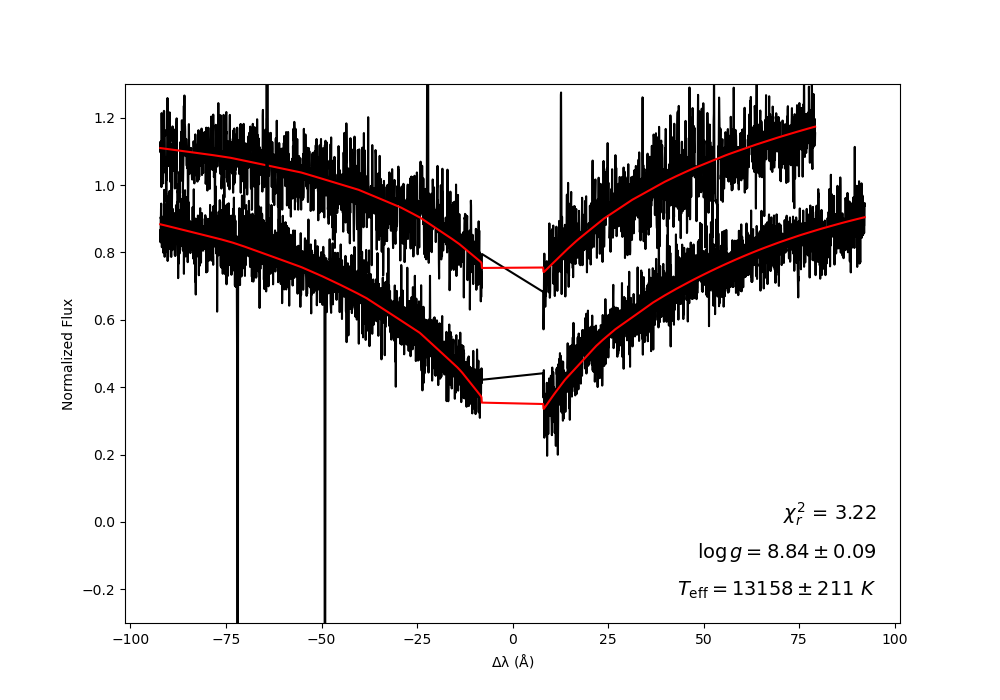 1.2
1.0
0.8
0.6
0.4
0.2
0.0
−0.2
Normalized Flux
χ²ᵣ = 3.22
log g = 8.84 ± 0.09
T_eff = 13158 ± 211 K
−100 −75 −50 −25 0 25 50 75 100
Δλ (Å)